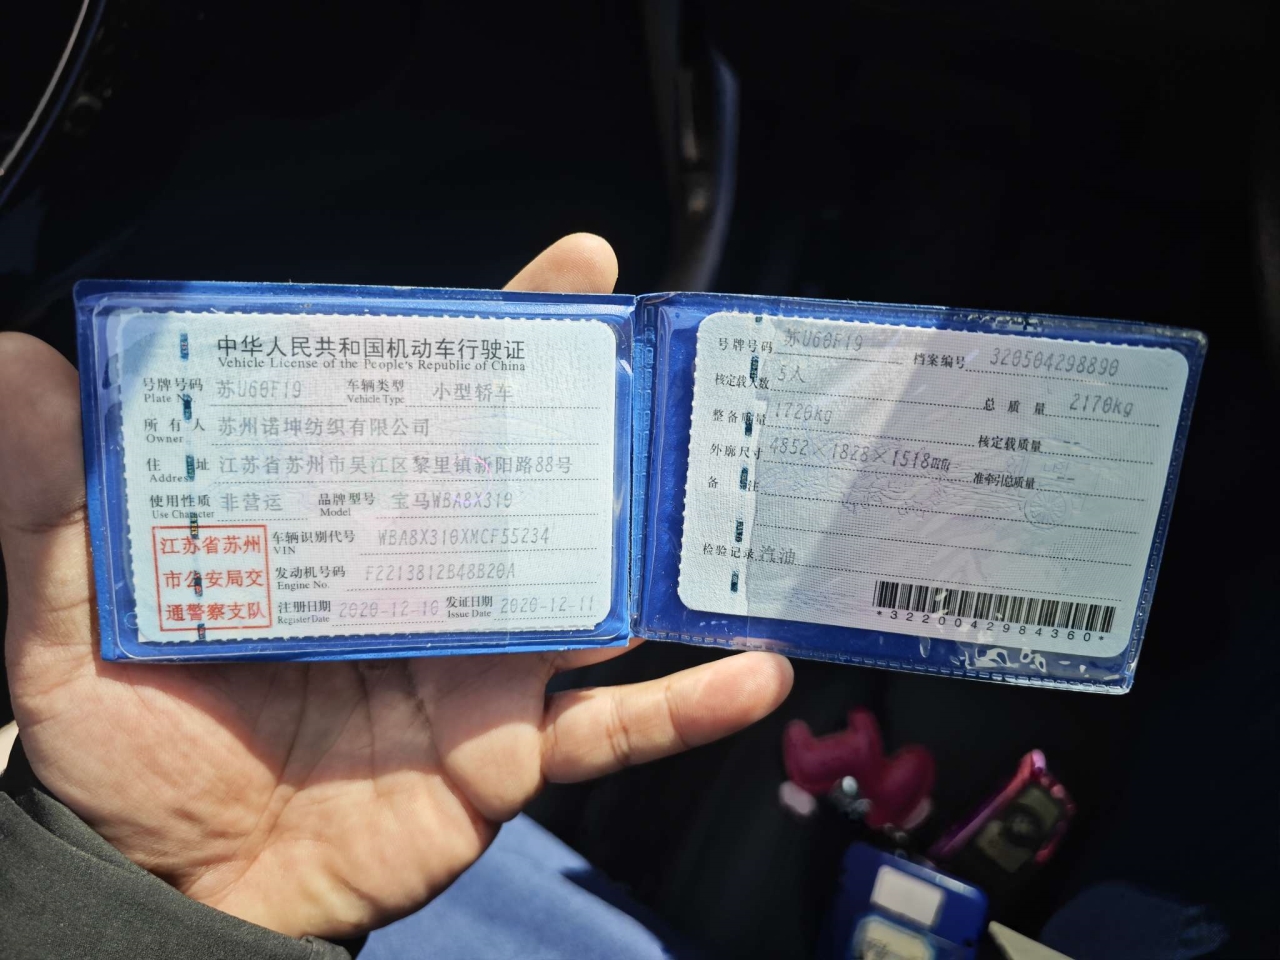 中华人民共和国机动车行驶证
Vehicle License of the People's Republic of China
号牌号码 Plate No. 苏U60F19 车辆类型 Vehicle Type 小型轿车
所有人 Owner 苏州诺坤纺织有限公司
住址 Address 江苏省苏州市吴江区黎里镇新阳路88号
使用性质 Use Character 非营运 品牌型号 Model 宝马WBA8X310
江苏省苏州
市公安局交
通警察支队
车辆识别代号 VIN WBA8X310XMCF55234
发动机号码 Engine No. F2213812B48B20A
注册日期 Register Date 2020-12-10 发证日期 Issue Date 2020-12-11
号牌号码 苏U60F19 档案编号 320504298890
核定载人数 5人 总质量 2170kg
整备质量 1720kg 核定载质量 --
外廓尺寸 4852×1828×1518mm 准牵引总质量 --
备注
检验记录 汽油
*3220042984360*